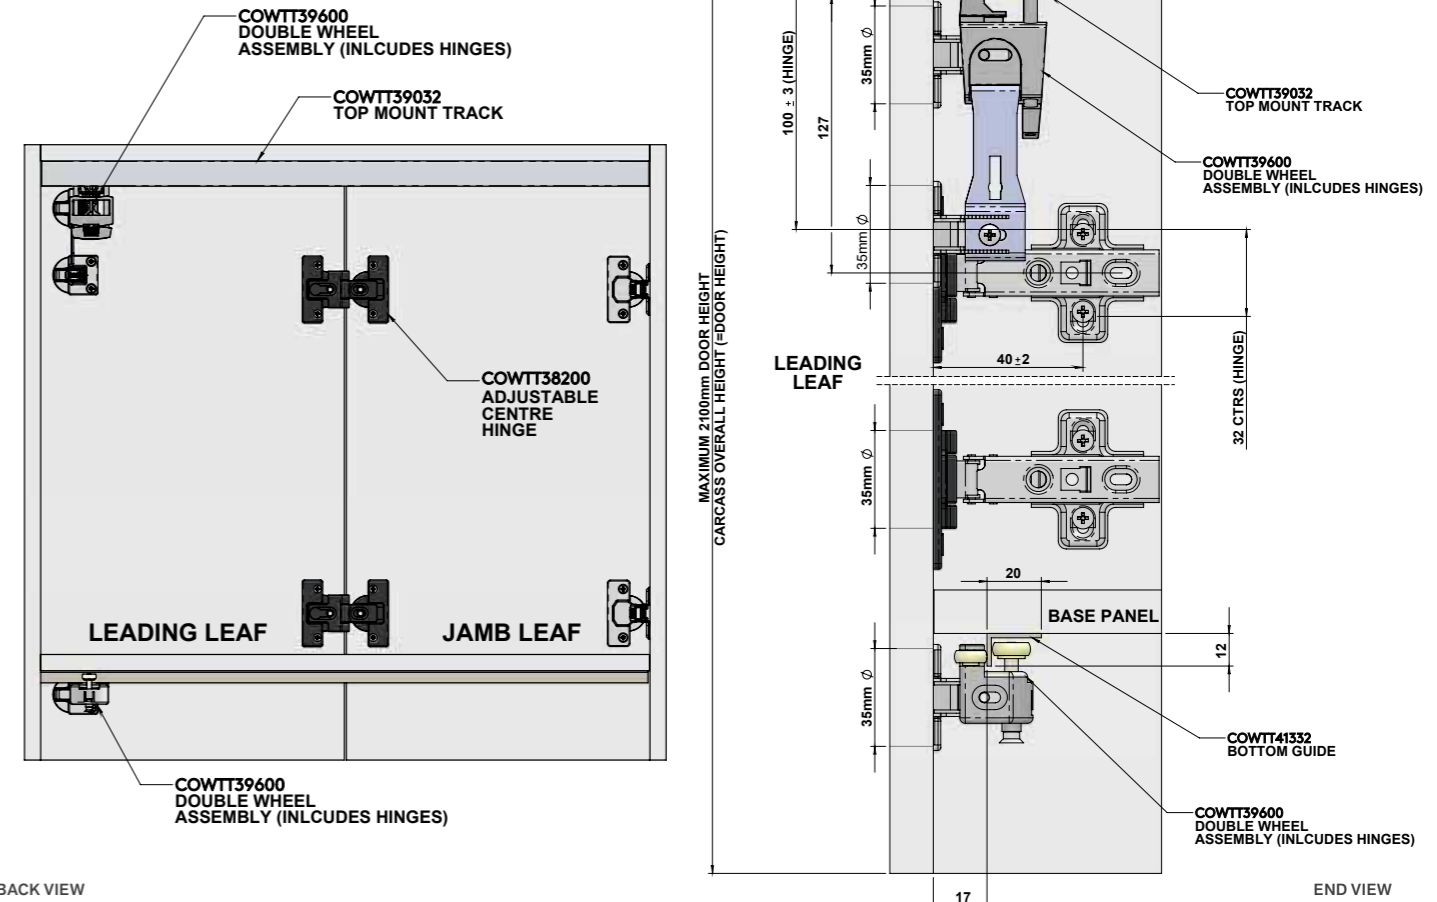 COWTT39600
DOUBLE WHEEL
ASSEMBLY (INLCUDES HINGES)
COWTT39032
TOP MOUNT TRACK
COWTT38200
ADJUSTABLE
CENTRE
HINGE
LEADING LEAF
JAMB LEAF
COWTT39600
DOUBLE WHEEL
ASSEMBLY (INLCUDES HINGES)
BACK VIEW
MAXIMUM 2100mm DOOR HEIGHT
CARCASS OVERALL HEIGHT (=DOOR HEIGHT)
100 ± 3 (HINGE)
127
35mm Ø
35mm Ø
COWTT39032
TOP MOUNT TRACK
COWTT39600
DOUBLE WHEEL
ASSEMBLY (INLCUDES HINGES)
LEADING
LEAF
40±2
32 CTRS (HINGE)
35mm Ø
20
BASE PANEL
12
35mm Ø
COWTT41332
BOTTOM GUIDE
COWTT39600
DOUBLE WHEEL
ASSEMBLY (INLCUDES HINGES)
17
END VIEW